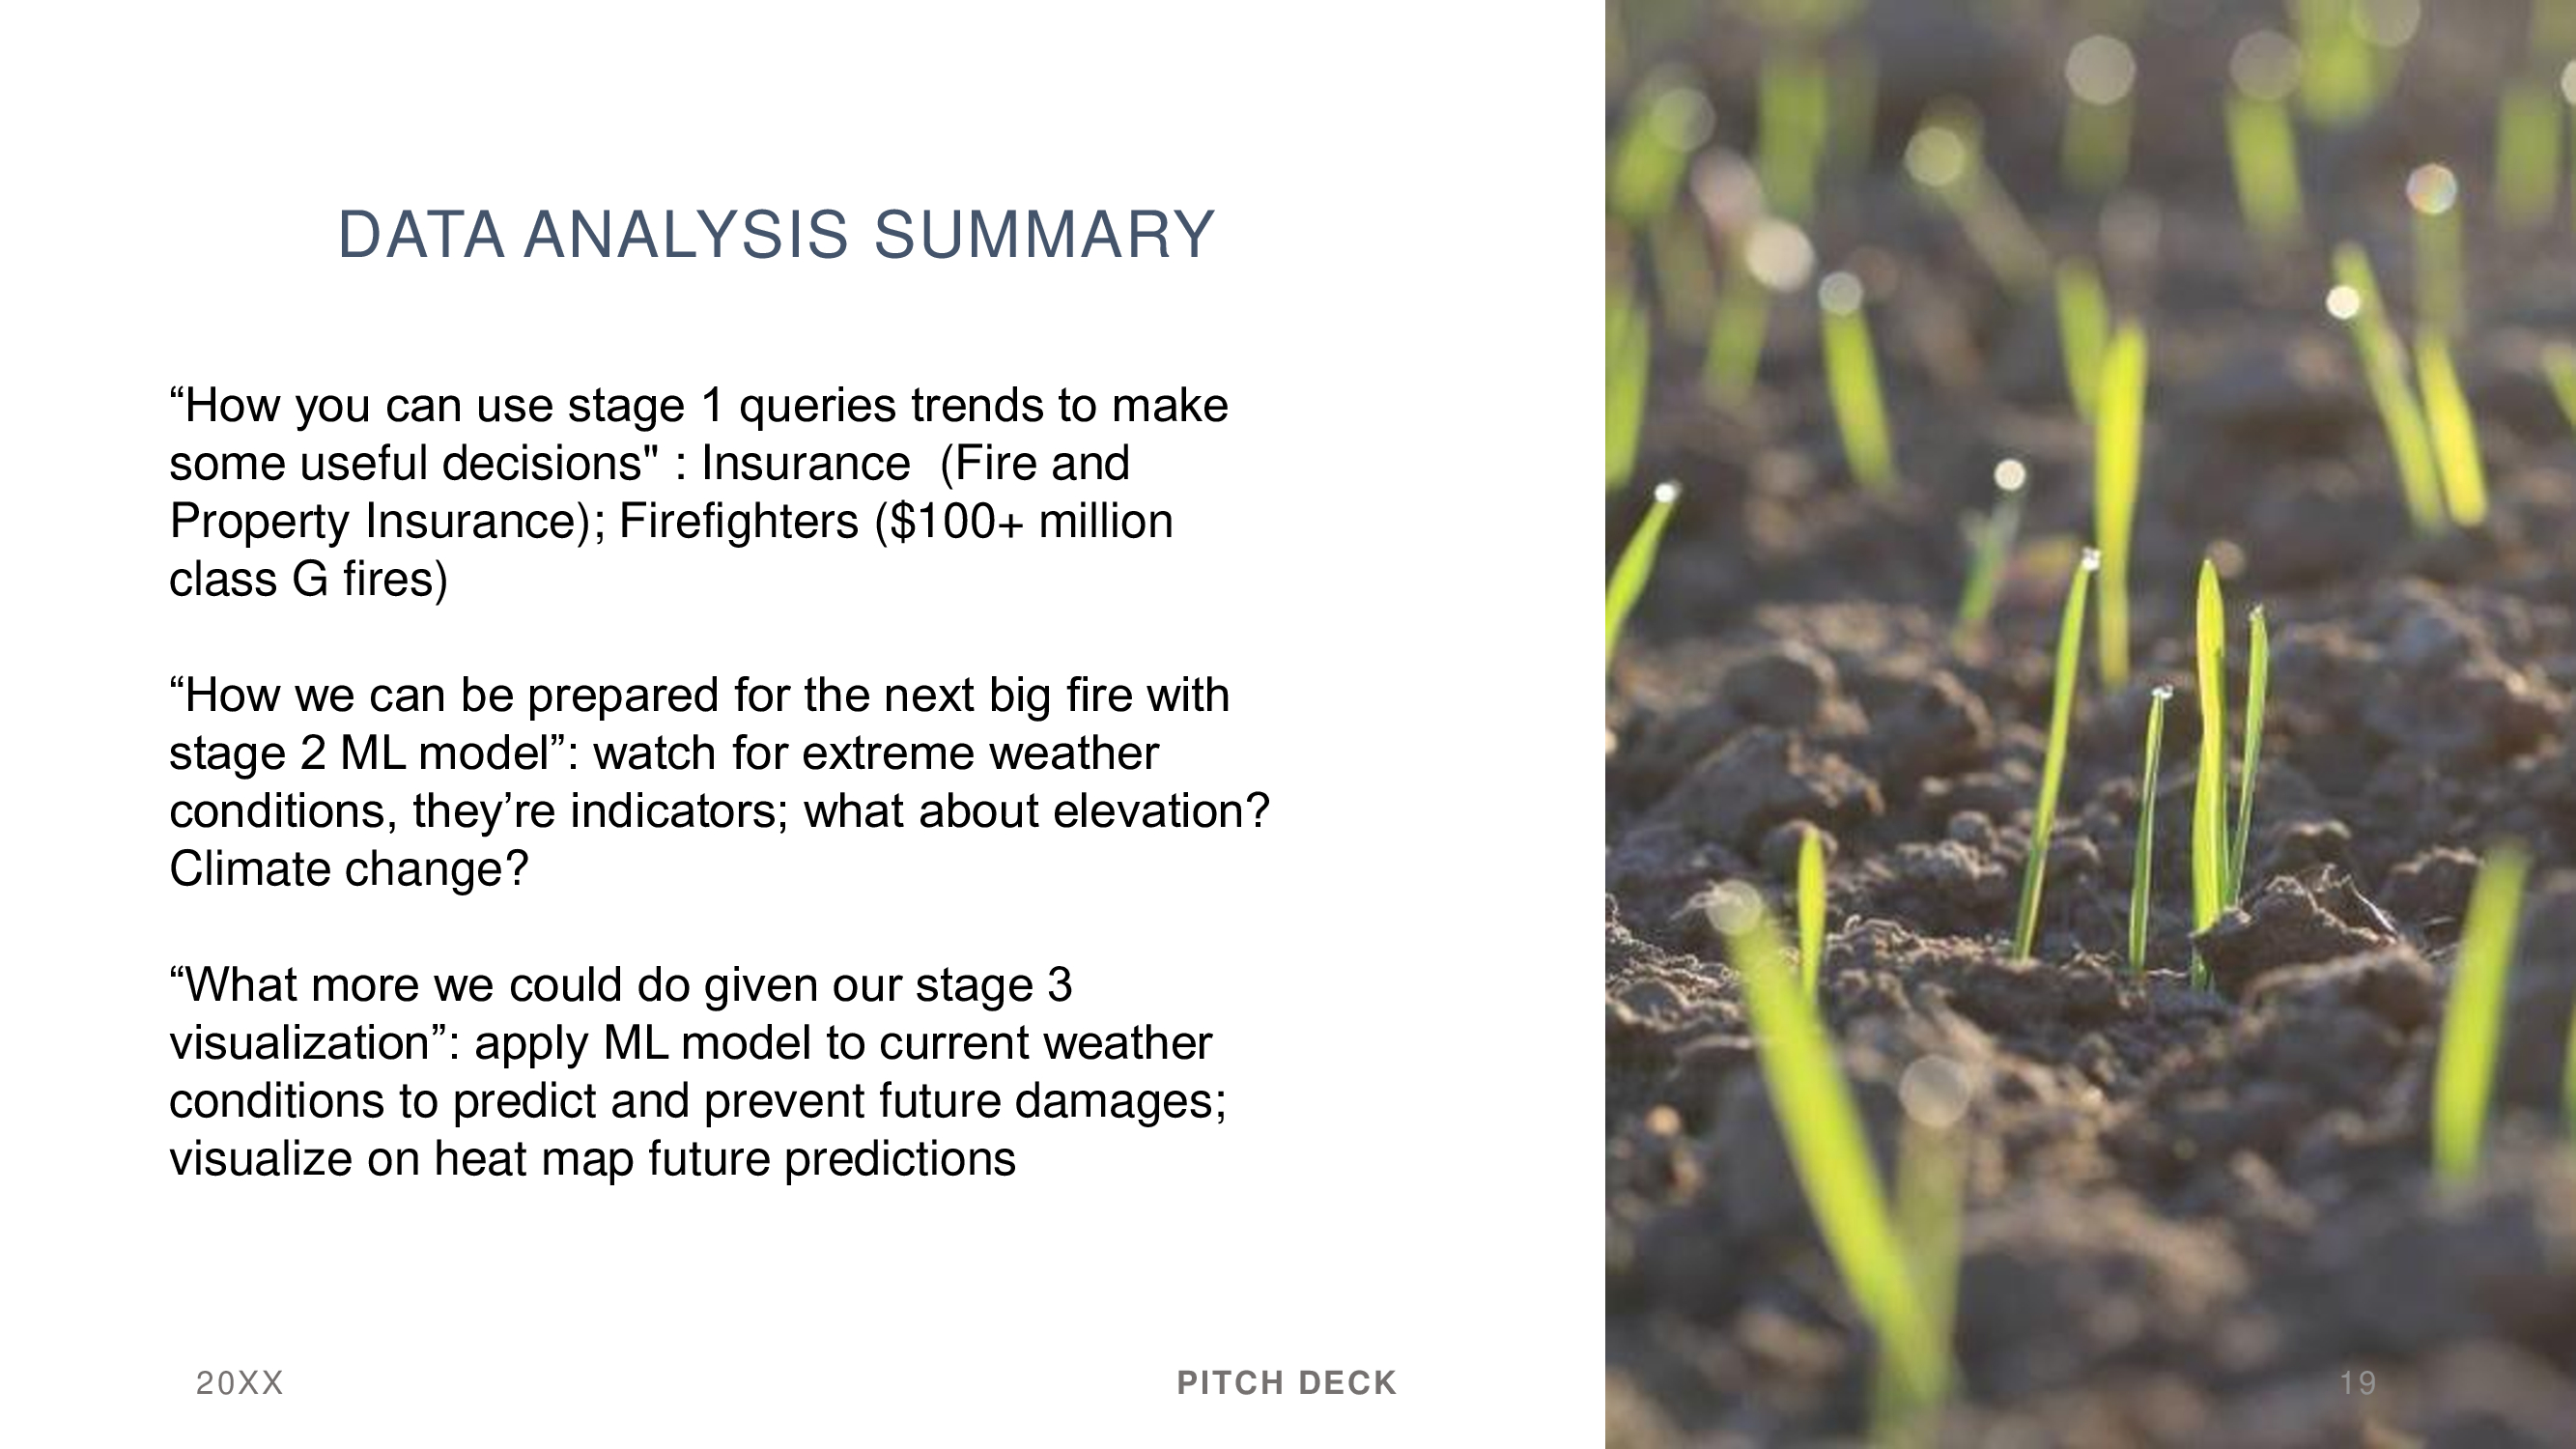 DATA ANALYSIS SUMMARY
“How you can use stage 1 queries trends to make
some useful decisions" : Insurance  (Fire and
Property Insurance); Firefighters ($100+ million
class G fires)
“How we can be prepared for the next big fire with
stage 2 ML model”: watch for extreme weather
conditions, they’re indicators; what about elevation?
Climate change?
“What more we could do given our stage 3
visualization”: apply ML model to current weather
conditions to predict and prevent future damages;
visualize on heat map future predictions
20XX
PITCH DECK
19